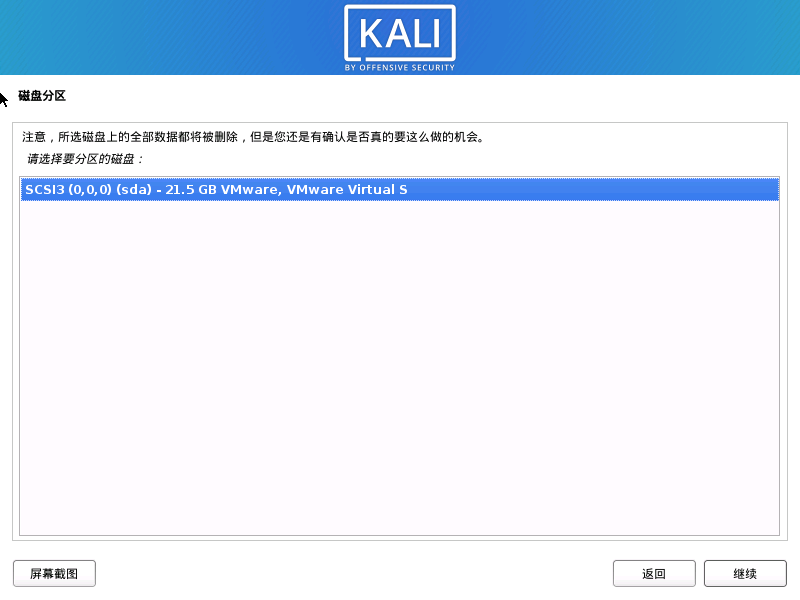 KALI
BY OFFENSIVE SECURITY
磁盘分区
注意，所选磁盘上的全部数据都将被删除，但是您还是有确认是否真的要这么做的机会。
请选择要分区的磁盘：
SCSI3 (0,0,0) (sda) - 21.5 GB VMware, VMware Virtual S
屏幕截图
返回
继续